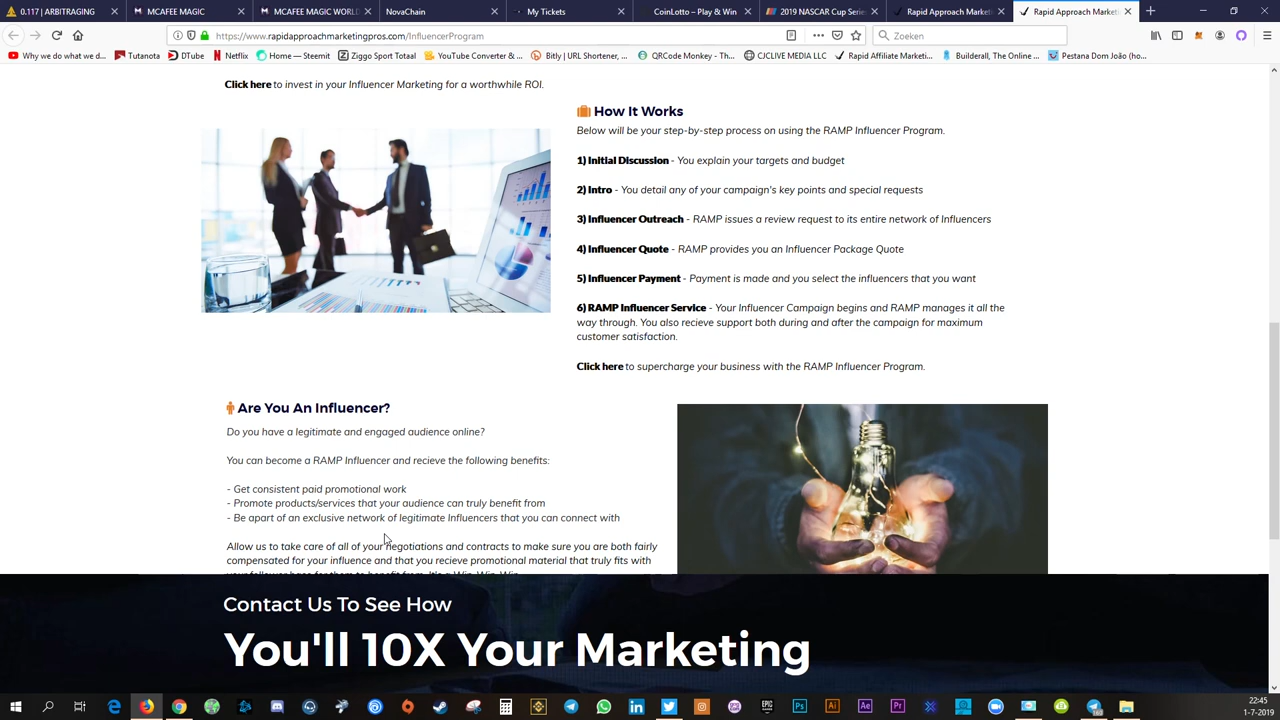 0.117 | ARBITRAGING
MCAFEE MAGIC
MCAFEE MAGIC WORLD
NovaChain
My Tickets
CoinLotto – Play & Win
2019 NASCAR Cup Serie
Rapid Approach Market
Rapid Approach Market
https://www.rapidapproachmarketingpros.com/InfluencerProgram
Zoeken
Why we do what we d...
Tutanota
DTube
Netflix
Home — Steemit
Ziggo Sport Totaal
YouTube Converter & ...
Bitly | URL Shortener, ...
QRCode Monkey - Th...
CJCLIVE MEDIA LLC
Rapid Affiliate Market...
Builderall, The Online ...
Pestana Dom João (ho...
Click here to invest in your Influencer Marketing for a worthwhile ROI.
How It Works
Below will be your step-by-step process on using the RAMP Influencer Program.
1) Initial Discussion - You explain your targets and budget
2) Intro - You detail any of your campaign's key points and special requests
3) Influencer Outreach - RAMP issues a review request to its entire network of Influencers
4) Influencer Quote - RAMP provides you an Influencer Package Quote
5) Influencer Payment - Payment is made and you select the influencers that you want
6) RAMP Influencer Service - Your Influencer Campaign begins and RAMP manages it all the
way through. You also recieve support both during and after the campaign for maximum
customer satisfaction.
Click here to supercharge your business with the RAMP Influencer Program.
Are You An Influencer?
Do you have a legitimate and engaged audience online?
You can become a RAMP Influencer and recieve the following benefits:
- Get consistent paid promotional work
- Promote products/services that your audience can truly benefit from
- Be apart of an exclusive network of legitimate Influencers that you can connect with
Allow us to take care of all of your negotiations and contracts to make sure you are both fairly
compensated for your influence and that you recieve promotional material that truly fits with
your follower base for them to benefit from. It's a Win-Win-Win
Contact Us To See How
You'll 10X Your Marketing
22:45
1-7-2019